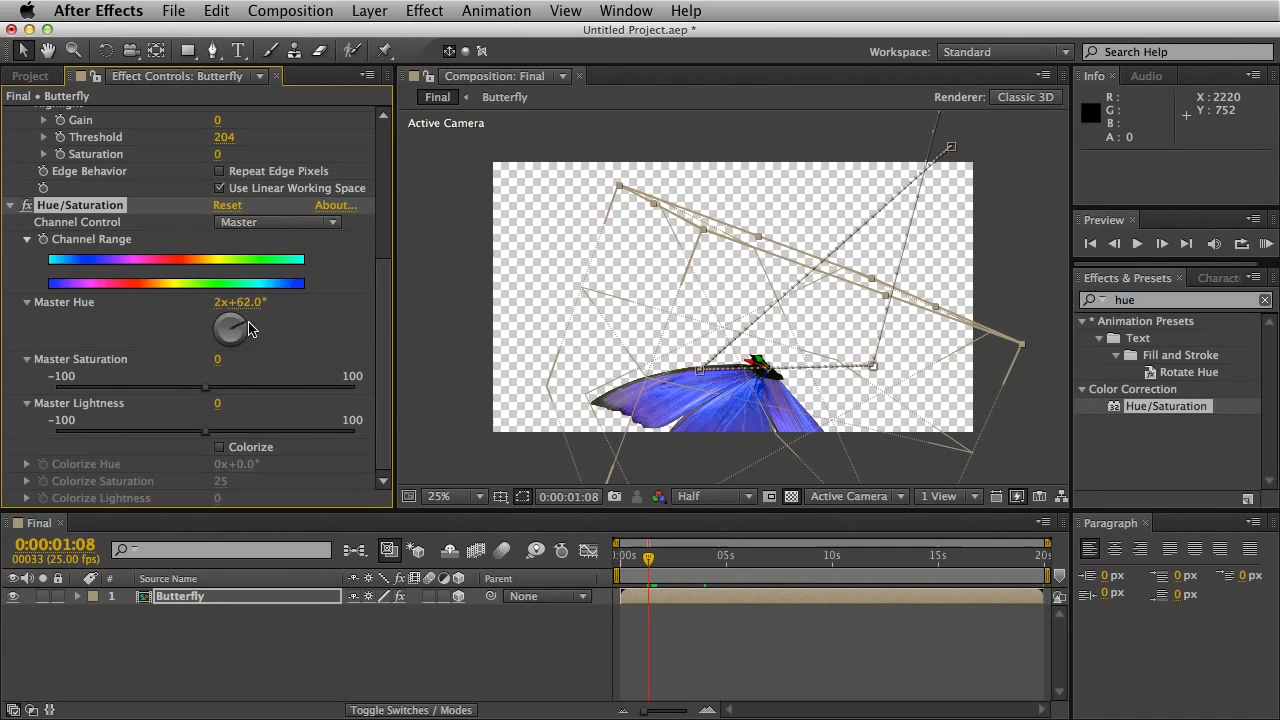 After Effects File Edit Composition Layer Effect Animation View Window Help
Untitled Project.aep *
Workspace: Standard Search Help
Project Effect Controls: Butterfly Composition: Final Info Audio
Final • Butterfly Final Butterfly Renderer: Classic 3D
R: G: B: A: 0 X: 2220 Y: 752
Active Camera
Gain 0
Threshold 204
Saturation 0
Edge Behavior Repeat Edge Pixels
Use Linear Working Space
Hue/Saturation Reset About...
Channel Control Master
Channel Range
Master Hue 2x+62.0°
Master Saturation 0
-100 100
Master Lightness 0
-100 100
Colorize
Colorize Hue 0x+0.0°
Colorize Saturation 25
Colorize Lightness 0
Preview
Effects & Presets Charact
hue
* Animation Presets
Text
Fill and Stroke
Rotate Hue
Color Correction
32 Hue/Saturation
25% 0:00:01:08 Half Active Camera 1 View
Final
0:00:01:08
00033 (25.00 fps)
:00s 05s 10s 15s 20s
# Source Name Parent
1 Butterfly None
Toggle Switches / Modes
Paragraph
0 px 0 px 0 px
0 px 0 px